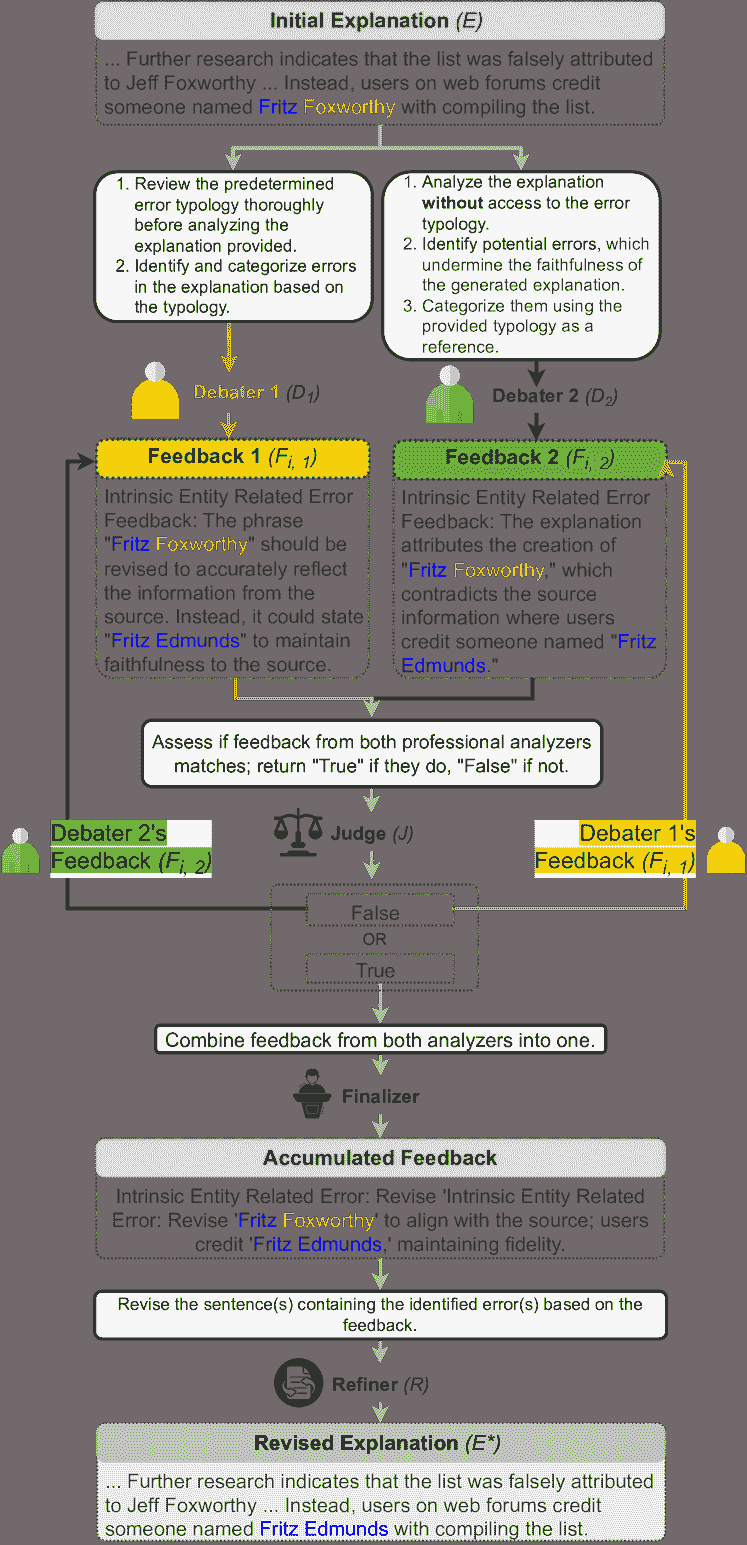 Initial Explanation (E)
... Further research indicates that the list was falsely attributed
to Jeff Foxworthy ... Instead, users on web forums credit
someone named Fritz Foxworthy with compiling the list.
1. Review the predetermined
error typology thoroughly
before analyzing the
explanation provided.
2. Identify and categorize errors
in the explanation based on
the typology.
1. Analyze the explanation
without access to the error
typology.
2. Identify potential errors, which
undermine the faithfulness of
the generated explanation.
3. Categorize them using the
provided typology as a
reference.
Debater 1 (D1)
Debater 2 (D2)
Feedback 1 (Fi, 1)
Intrinsic Entity Related Error
Feedback: The phrase
"Fritz Foxworthy" should be
revised to accurately reflect
the information from the
source. Instead, it could state
"Fritz Edmunds" to maintain
faithfulness to the source.
Feedback 2 (Fi, 2)
Intrinsic Entity Related Error
Feedback: The explanation
attributes the creation of
"Fritz Foxworthy," which
contradicts the source
information where users
credit someone named "Fritz
Edmunds."
Assess if feedback from both professional analyzers
matches; return "True" if they do, "False" if not.
Judge (J)
Debater 2's
Feedback (Fi, 2)
Debater 1's
Feedback (Fi, 1)
False
OR
True
Combine feedback from both analyzers into one.
Finalizer
Accumulated Feedback
Intrinsic Entity Related Error: Revise 'Intrinsic Entity Related
Error: Revise 'Fritz Foxworthy' to align with the source; users
credit 'Fritz Edmunds,' maintaining fidelity.
Revise the sentence(s) containing the identified error(s) based on the
feedback.
Refiner (R)
Revised Explanation (E*)
... Further research indicates that the list was falsely attributed
to Jeff Foxworthy ... Instead, users on web forums credit
someone named Fritz Edmunds with compiling the list.